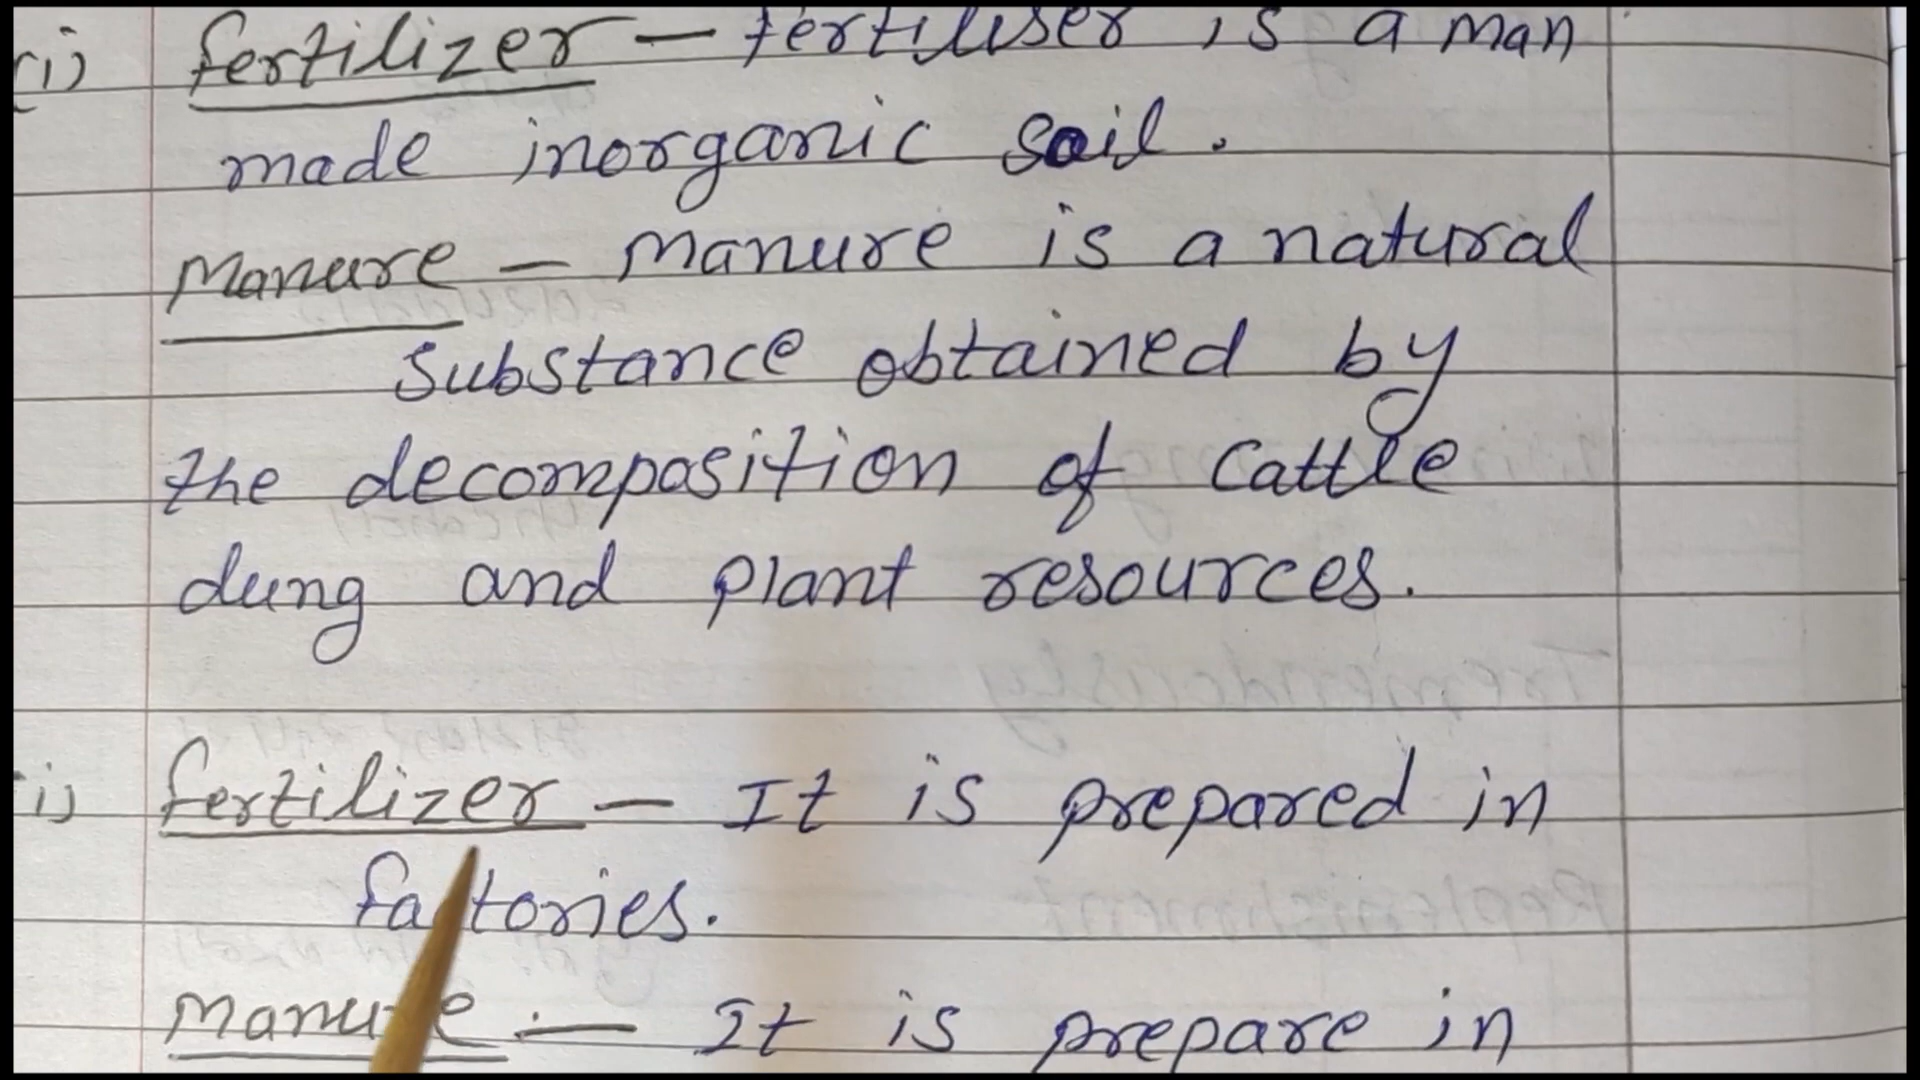 (i) fertilizer — fertiliser is a man
made inorganic soil.
Manure — Manure is a natural
Substance obtained by
the decomposition of Cattle
dung and plant resources.
i) fertilizer — It is prepared in
factories.
Manure — It is prepare in